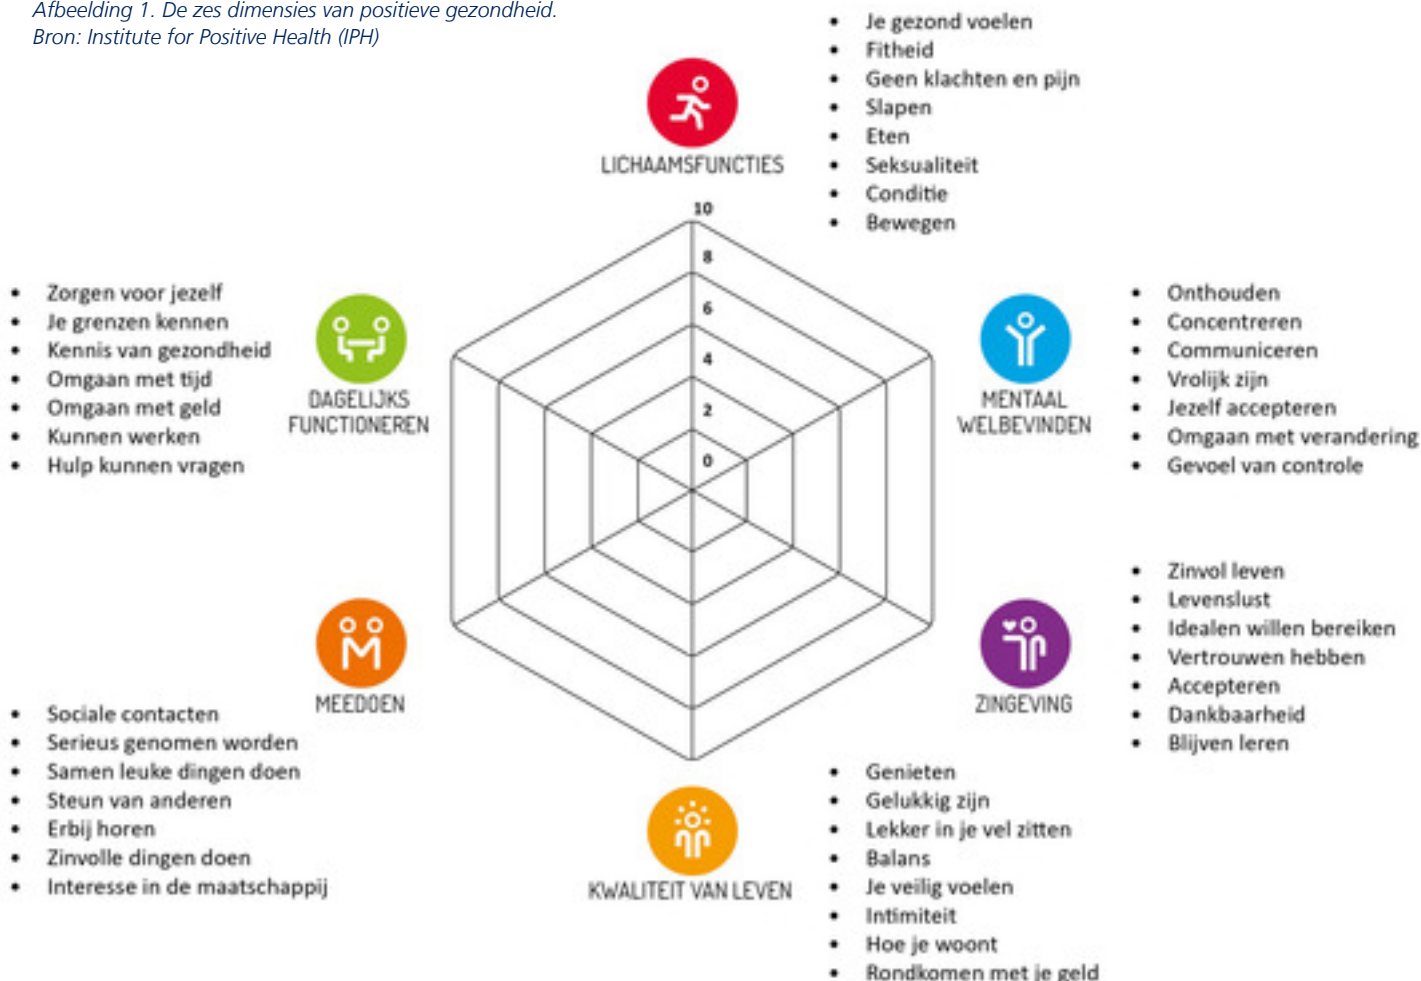 Afbeelding 1. De zes dimensies van positieve gezondheid.
Bron: Institute for Positive Health (IPH)
• Je gezond voelen
• Fitheid
• Geen klachten en pijn
• Slapen
• Eten
• Seksualiteit
• Conditie
• Bewegen
LICHAAMSFUNCTIES
10
8
6
4
2
0
• Zorgen voor jezelf
• Je grenzen kennen
• Kennis van gezondheid
• Omgaan met tijd
• Omgaan met geld
• Kunnen werken
• Hulp kunnen vragen
DAGELIJKS
FUNCTIONEREN
MENTAAL
WELBEVINDEN
• Onthouden
• Concentreren
• Communiceren
• Vrolijk zijn
• Jezelf accepteren
• Omgaan met verandering
• Gevoel van controle
MEEDOEN
• Sociale contacten
• Serieus genomen worden
• Samen leuke dingen doen
• Steun van anderen
• Erbij horen
• Zinvolle dingen doen
• Interesse in de maatschappij
ZINGEVING
• Zinvol leven
• Levenslust
• Idealen willen bereiken
• Vertrouwen hebben
• Accepteren
• Dankbaarheid
• Blijven leren
KWALITEIT VAN LEVEN
• Genieten
• Gelukkig zijn
• Lekker in je vel zitten
• Balans
• Je veilig voelen
• Intimiteit
• Hoe je woont
• Rondkomen met je geld